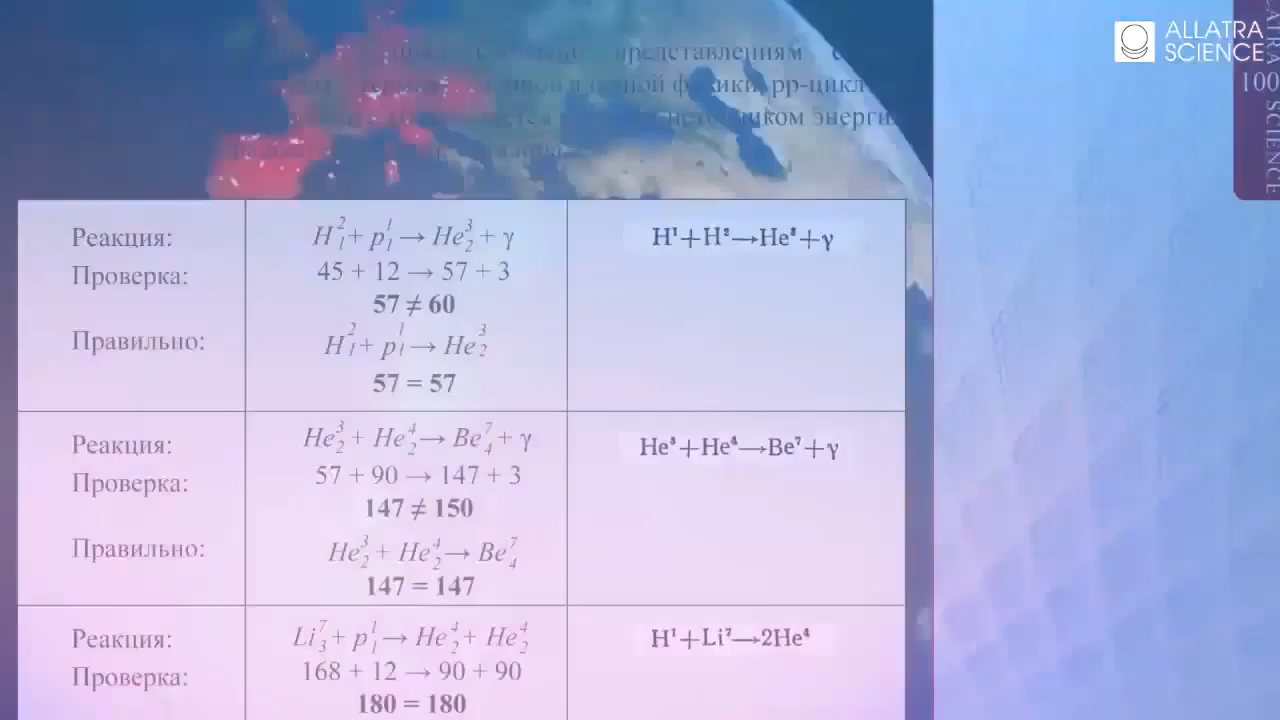 ALLATRA
SCIENCE
100
SCIENCE
представлениям
рр-цикл
Реакция:
H₁² + p₁¹ → He₂³ + γ
H¹+H²→He³+γ
Проверка:
45 + 12 → 57 + 3
57 ≠ 60
Правильно:
H₁² + p₁¹ → He₂³
57 = 57
Реакция:
He₂³ + He₂⁴ → Be₄⁷ + γ
He³+He⁴→Be⁷+γ
Проверка:
57 + 90 → 147 + 3
147 ≠ 150
Правильно:
He₂³ + He₂⁴ → Be₄⁷
147 = 147
Реакция:
Li₃⁷ + p₁¹ → He₂⁴ + He₂⁴
H¹+Li⁷→2He⁴
Проверка:
168 + 12 → 90 + 90
180 = 180